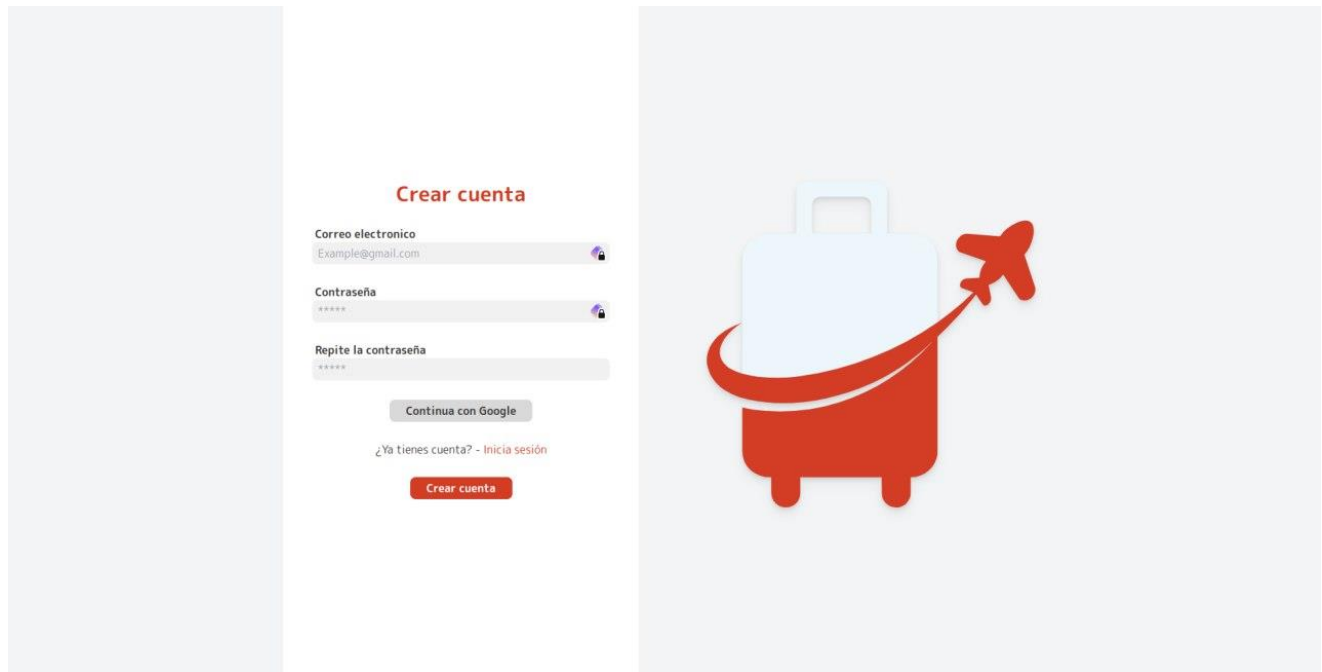 Crear cuenta
Correo electronico
Example@gmail.com
Contraseña
*****
Repite la contraseña
*****
Continua con Google
¿Ya tienes cuenta? - Inicia sesión
Crear cuenta